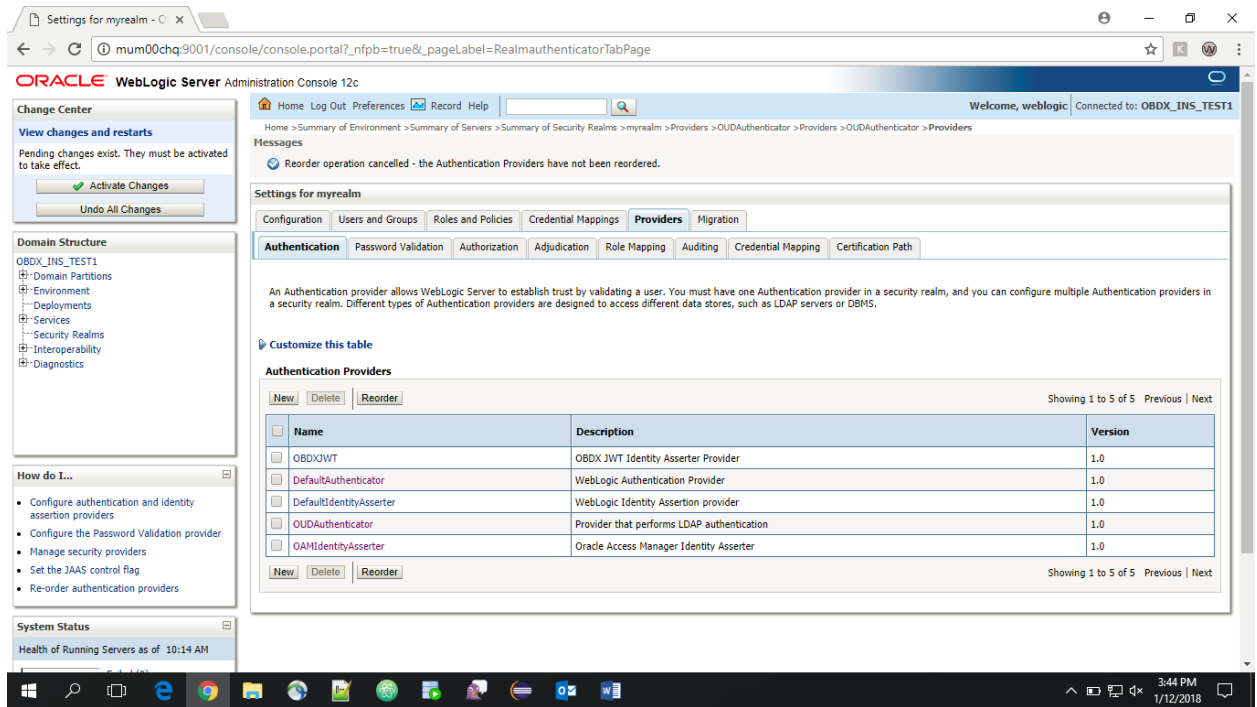 Settings for myrealm - O
mum00chq:9001/console/console.portal?_nfpb=true&_pageLabel=RealmauthenticatorTabPage
K
ORACLE WebLogic Server Administration Console 12c
Change Center
View changes and restarts
Pending changes exist. They must be activated
to take effect.
Activate Changes
Undo All Changes
Domain Structure
OBDX_INS_TEST1
Domain Partitions
Environment
Deployments
Services
Security Realms
Interoperability
Diagnostics
How do I...
Configure authentication and identity
assertion providers
Configure the Password Validation provider
Manage security providers
Set the JAAS control flag
Re-order authentication providers
System Status
Health of Running Servers as of 10:14 AM
Home Log Out Preferences Record Help
Welcome, weblogic Connected to: OBDX_INS_TEST1
Home >Summary of Environment >Summary of Servers >Summary of Security Realms >myrealm >Providers >OUDAuthenticator >Providers >OUDAuthenticator >Providers
Messages
Reorder operation cancelled - the Authentication Providers have not been reordered.
Settings for myrealm
Configuration Users and Groups Roles and Policies Credential Mappings Providers Migration
Authentication Password Validation Authorization Adjudication Role Mapping Auditing Credential Mapping Certification Path
An Authentication provider allows WebLogic Server to establish trust by validating a user. You must have one Authentication provider in a security realm, and you can configure multiple Authentication providers in
a security realm. Different types of Authentication providers are designed to access different data stores, such as LDAP servers or DBMS.
Customize this table
Authentication Providers
New Delete Reorder Showing 1 to 5 of 5 Previous | Next
Name Description Version
OBDXJWT OBDX JWT Identity Asserter Provider 1.0
DefaultAuthenticator WebLogic Authentication Provider 1.0
DefaultIdentityAsserter WebLogic Identity Assertion provider 1.0
OUDAuthenticator Provider that performs LDAP authentication 1.0
OAMIdentityAsserter Oracle Access Manager Identity Asserter 1.0
New Delete Reorder Showing 1 to 5 of 5 Previous | Next
3:44 PM
1/12/2018